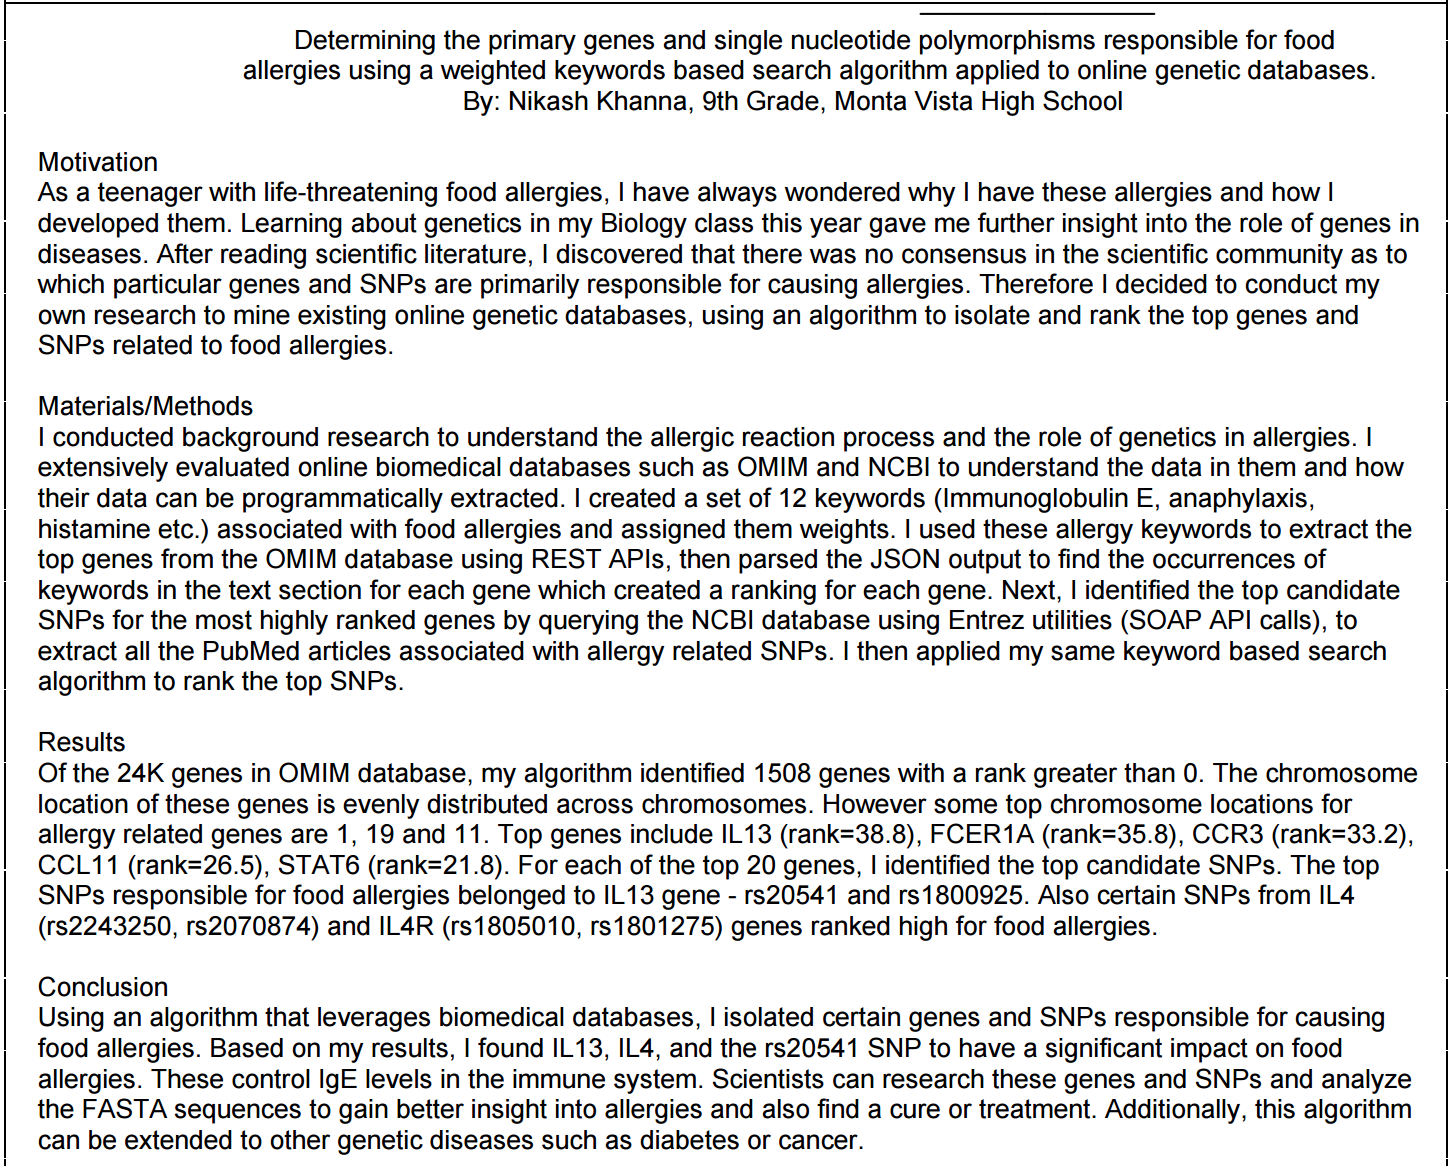 Determining the primary genes and single nucleotide polymorphisms responsible for food
allergies using a weighted keywords based search algorithm applied to online genetic databases.
By: Nikash Khanna, 9th Grade, Monta Vista High School
Motivation
As a teenager with life-threatening food allergies, I have always wondered why I have these allergies and how I
developed them. Learning about genetics in my Biology class this year gave me further insight into the role of genes in
diseases. After reading scientific literature, I discovered that there was no consensus in the scientific community as to
which particular genes and SNPs are primarily responsible for causing allergies. Therefore I decided to conduct my
own research to mine existing online genetic databases, using an algorithm to isolate and rank the top genes and
SNPs related to food allergies.
Materials/Methods
I conducted background research to understand the allergic reaction process and the role of genetics in allergies. I
extensively evaluated online biomedical databases such as OMIM and NCBI to understand the data in them and how
their data can be programmatically extracted. I created a set of 12 keywords (Immunoglobulin E, anaphylaxis,
histamine etc.) associated with food allergies and assigned them weights. I used these allergy keywords to extract the
top genes from the OMIM database using REST APIs, then parsed the JSON output to find the occurrences of
keywords in the text section for each gene which created a ranking for each gene. Next, I identified the top candidate
SNPs for the most highly ranked genes by querying the NCBI database using Entrez utilities (SOAP API calls), to
extract all the PubMed articles associated with allergy related SNPs. I then applied my same keyword based search
algorithm to rank the top SNPs.
Results
Of the 24K genes in OMIM database, my algorithm identified 1508 genes with a rank greater than 0. The chromosome
location of these genes is evenly distributed across chromosomes. However some top chromosome locations for
allergy related genes are 1, 19 and 11. Top genes include IL13 (rank=38.8), FCER1A (rank=35.8), CCR3 (rank=33.2),
CCL11 (rank=26.5), STAT6 (rank=21.8). For each of the top 20 genes, I identified the top candidate SNPs. The top
SNPs responsible for food allergies belonged to IL13 gene - rs20541 and rs1800925. Also certain SNPs from IL4
(rs2243250, rs2070874) and IL4R (rs1805010, rs1801275) genes ranked high for food allergies.
Conclusion
Using an algorithm that leverages biomedical databases, I isolated certain genes and SNPs responsible for causing
food allergies. Based on my results, I found IL13, IL4, and the rs20541 SNP to have a significant impact on food
allergies. These control IgE levels in the immune system. Scientists can research these genes and SNPs and analyze
the FASTA sequences to gain better insight into allergies and also find a cure or treatment. Additionally, this algorithm
can be extended to other genetic diseases such as diabetes or cancer.